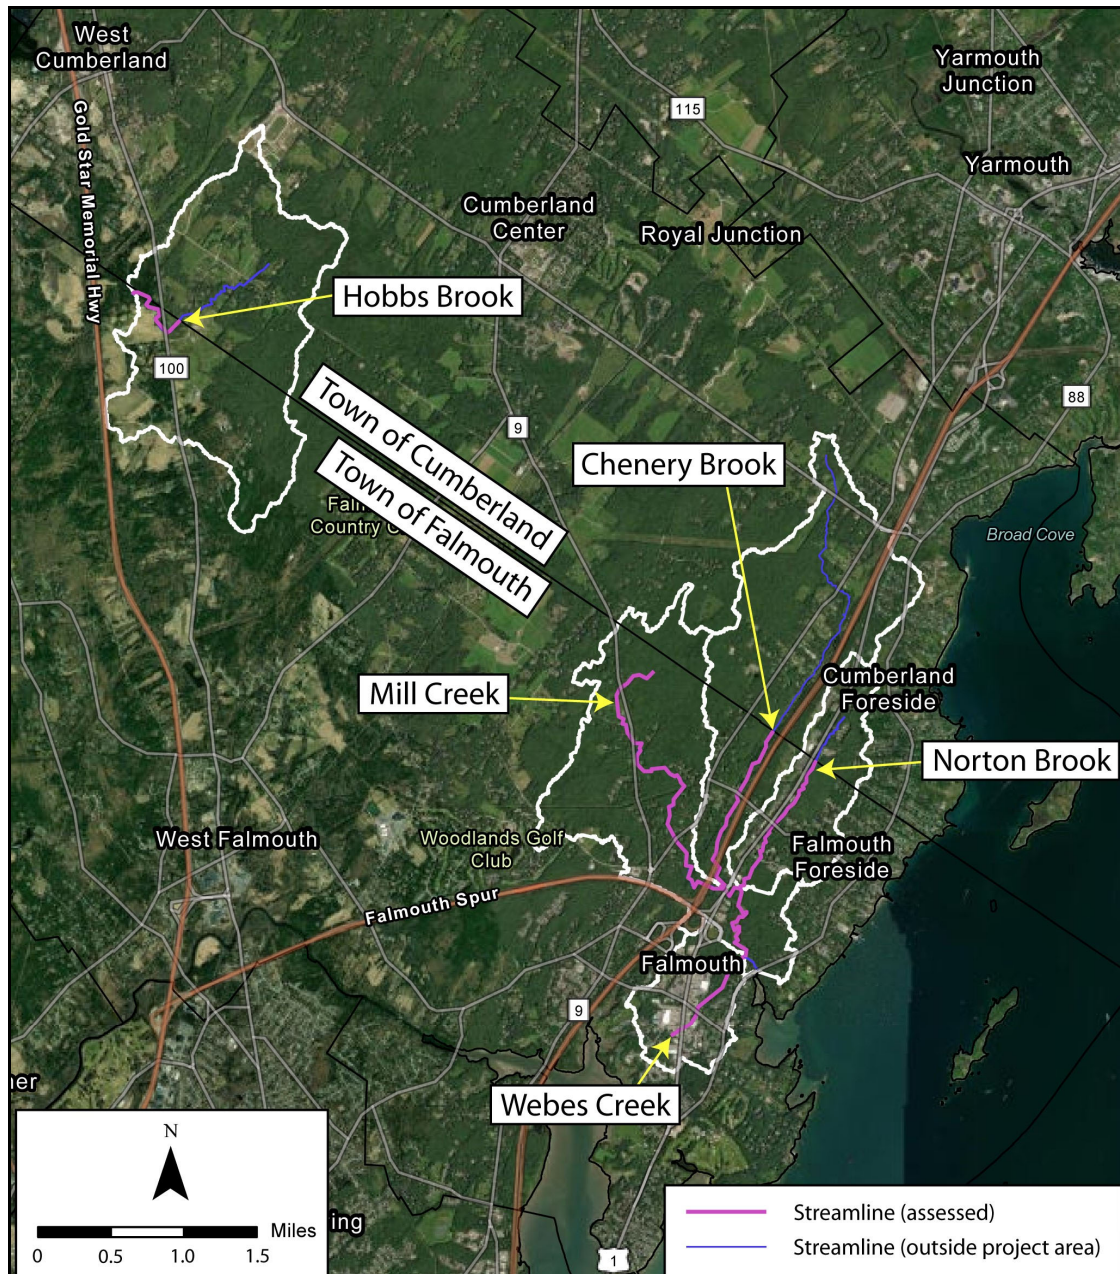 West
Cumberland
Yarmouth
Junction
115
Gold Star Memorial Hwy
Yarmouth
Cumberland
Center
Royal Junction
Hobbs Brook
100
88
Town of Cumberland
9
Chenery Brook
Town of Falmouth
Country
Broad Cove
Mill Creek
Cumberland
Foreside
Norton Brook
West Falmouth
Woodlands Golf
Club
Falmouth
Foreside
Falmouth Spur
Falmouth
9
ner
Webes Creek
N
Miles
0 0.5 1.0 1.5
ing
1
Streamline (assessed)
Streamline (outside project area)